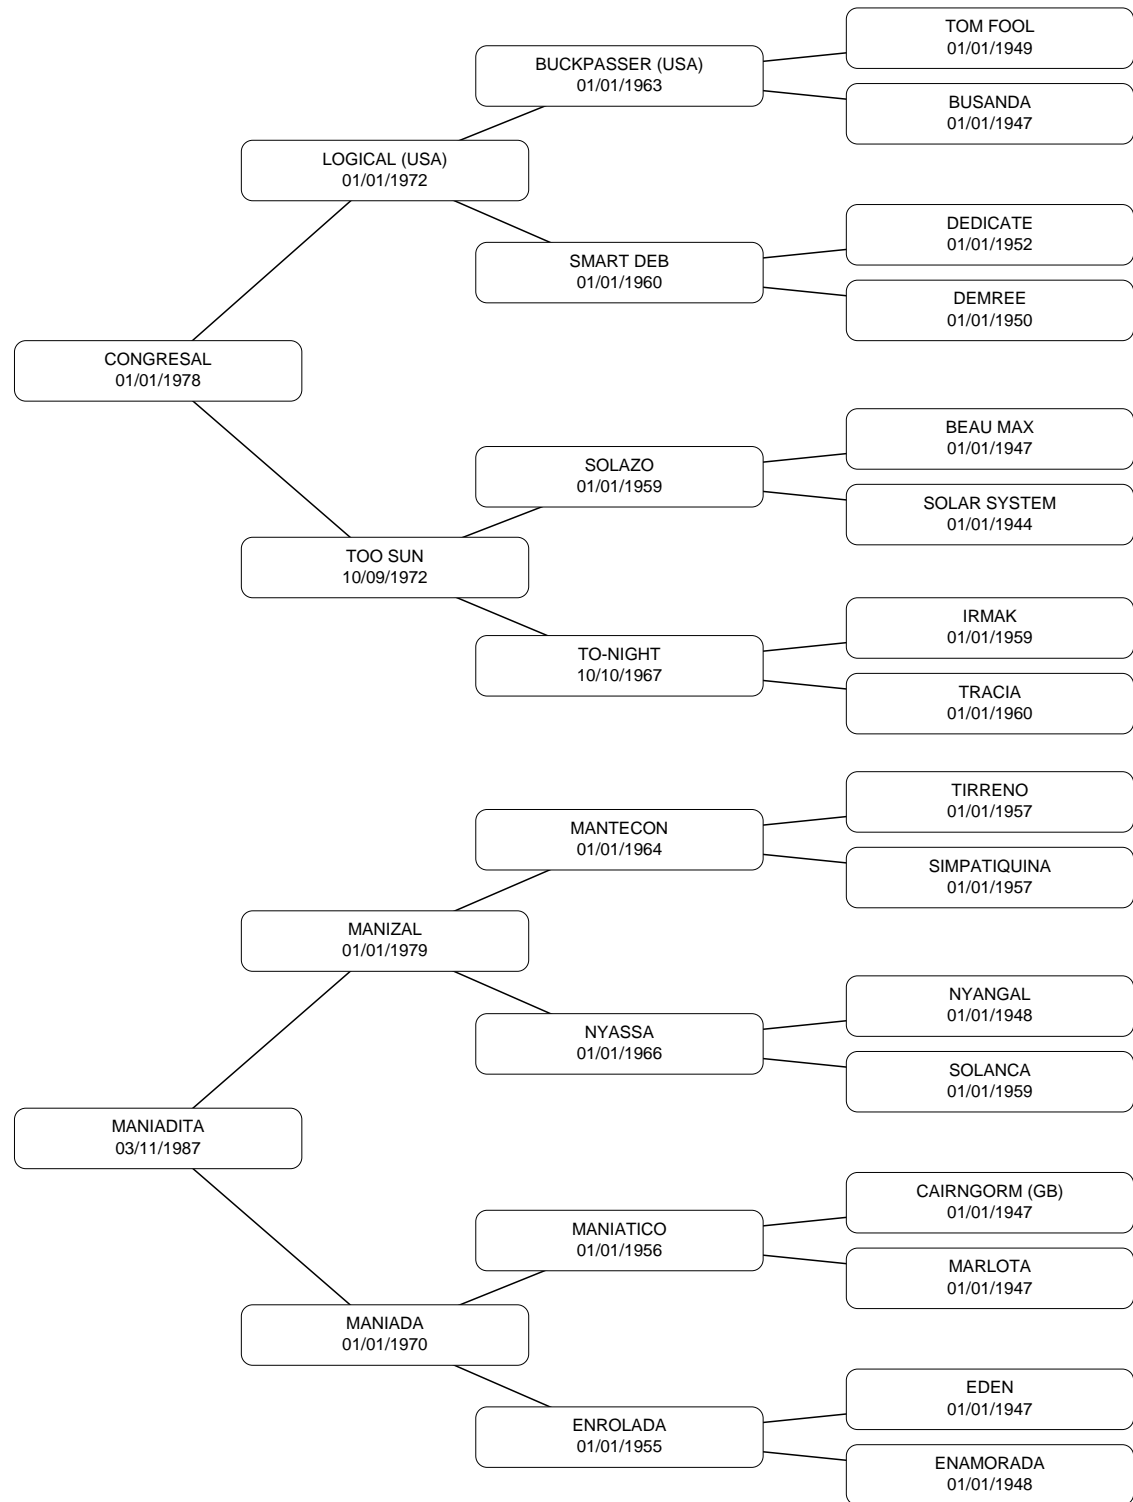 TOM FOOL
01/01/1949
BUCKPASSER (USA)
01/01/1963
BUSANDA
01/01/1947
LOGICAL (USA)
01/01/1972
DEDICATE
01/01/1952
SMART DEB
01/01/1960
DEMREE
01/01/1950
CONGRESAL
01/01/1978
BEAU MAX
01/01/1947
SOLAZO
01/01/1959
SOLAR SYSTEM
01/01/1944
TOO SUN
10/09/1972
IRMAK
01/01/1959
TO-NIGHT
10/10/1967
TRACIA
01/01/1960
TIRRENO
01/01/1957
MANTECON
01/01/1964
SIMPATIQUINA
01/01/1957
MANIZAL
01/01/1979
NYANGAL
01/01/1948
NYASSA
01/01/1966
SOLANCA
01/01/1959
MANIADITA
03/11/1987
CAIRNGORM (GB)
01/01/1947
MANIATICO
01/01/1956
MARLOTA
01/01/1947
MANIADA
01/01/1970
EDEN
01/01/1947
ENROLADA
01/01/1955
ENAMORADA
01/01/1948